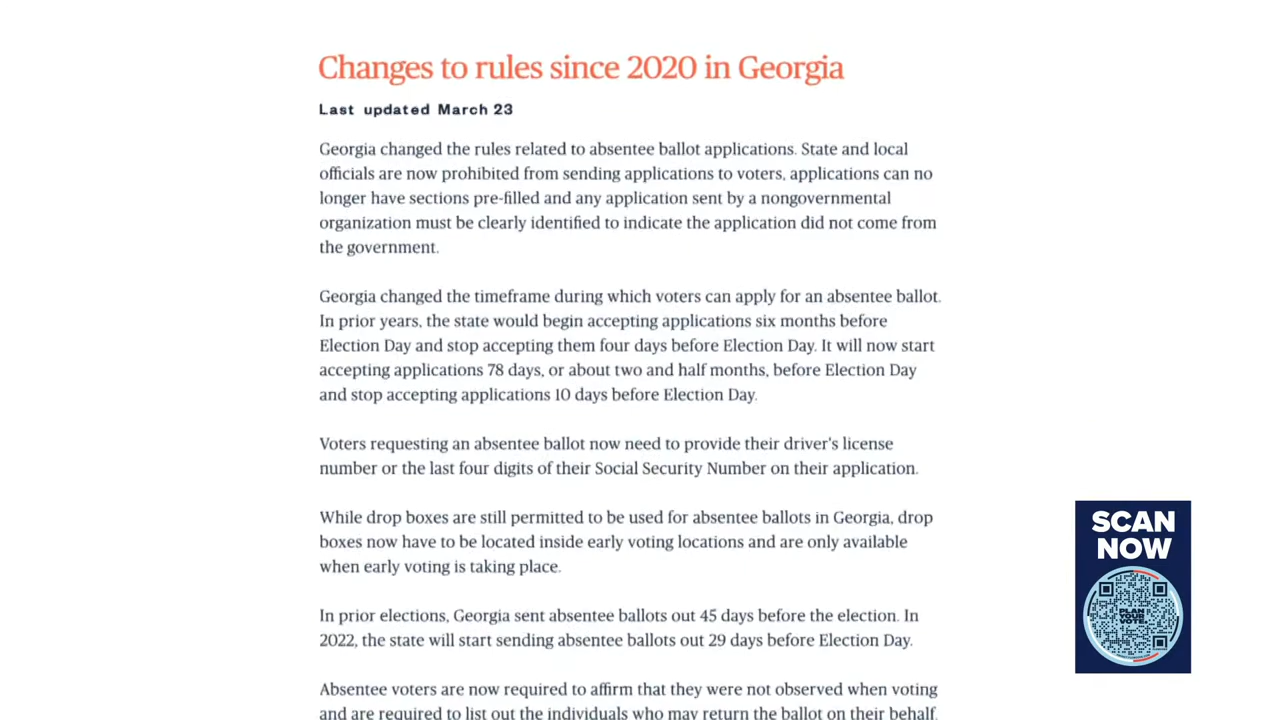 Changes to rules since 2020 in Georgia
Last updated March 23
Georgia changed the rules related to absentee ballot applications. State and local
officials are now prohibited from sending applications to voters, applications can no
longer have sections pre-filled and any application sent by a nongovernmental
organization must be clearly identified to indicate the application did not come from
the government.
Georgia changed the timeframe during which voters can apply for an absentee ballot.
In prior years, the state would begin accepting applications six months before
Election Day and stop accepting them four days before Election Day. It will now start
accepting applications 78 days, or about two and half months, before Election Day
and stop accepting applications 10 days before Election Day.
Voters requesting an absentee ballot now need to provide their driver's license
number or the last four digits of their Social Security Number on their application.
While drop boxes are still permitted to be used for absentee ballots in Georgia, drop
boxes now have to be located inside early voting locations and are only available
when early voting is taking place.
In prior elections, Georgia sent absentee ballots out 45 days before the election. In
2022, the state will start sending absentee ballots out 29 days before Election Day.
Absentee voters are now required to affirm that they were not observed when voting
and are required to list out the individuals who may return the ballot on their behalf.
SCAN
NOW
PLAN
YOUR
VOTE.